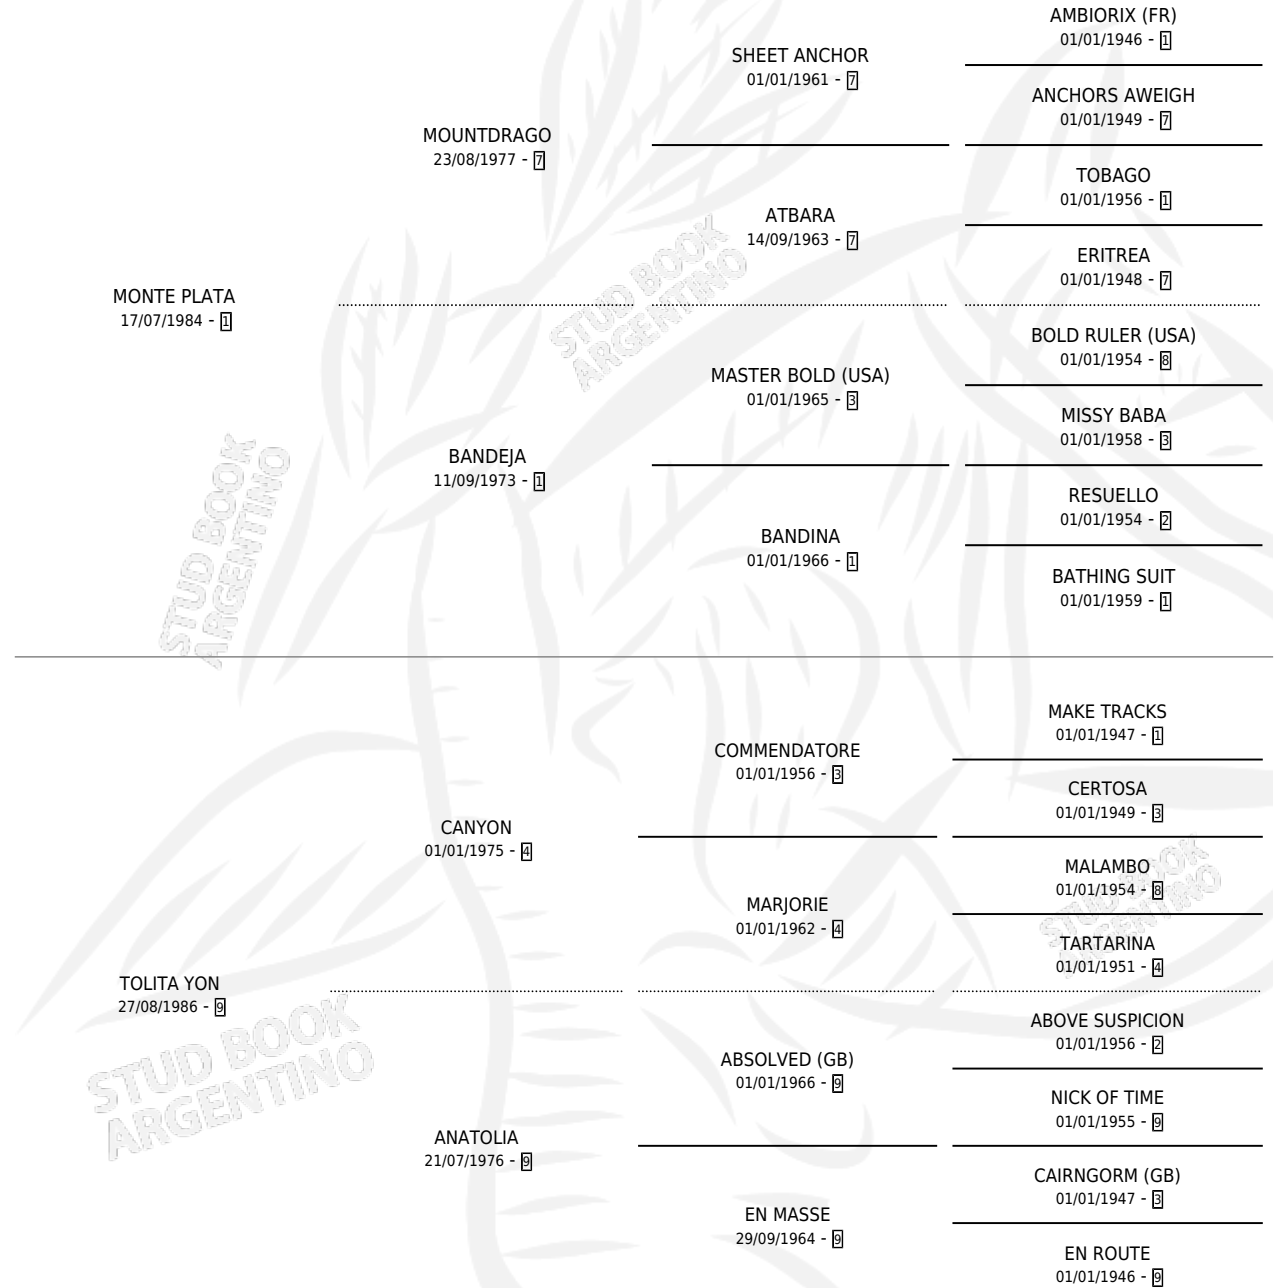 AMBIORIX (FR)
01/01/1946 - 1
SHEET ANCHOR
01/01/1961 - 7
ANCHORS AWEIGH
01/01/1949 - 7
MOUNTDRAGO
23/08/1977 - 7
TOBAGO
01/01/1956 - 1
ATBARA
14/09/1963 - 7
ERITREA
01/01/1948 - 7
MONTE PLATA
17/07/1984 - 1
BOLD RULER (USA)
01/01/1954 - 8
MASTER BOLD (USA)
01/01/1965 - 3
MISSY BABA
01/01/1958 - 3
BANDEJA
11/09/1973 - 1
RESUELLO
01/01/1954 - 2
BANDINA
01/01/1966 - 1
BATHING SUIT
01/01/1959 - 1
STUD BOOK
ARGENTINO
STUD BOOK
ARGENTINO
MAKE TRACKS
01/01/1947 - 1
COMMENDATORE
01/01/1956 - 3
CERTOSA
01/01/1949 - 3
CANYON
01/01/1975 - 4
MALAMBO
01/01/1954 - 8
MARJORIE
01/01/1962 - 4
TARTARINA
01/01/1951 - 4
TOLITA YON
27/08/1986 - 9
ABOVE SUSPICION
01/01/1956 - 2
ABSOLVED (GB)
01/01/1966 - 9
NICK OF TIME
01/01/1955 - 9
ANATOLIA
21/07/1976 - 9
CAIRNGORM (GB)
01/01/1947 - 3
EN MASSE
29/09/1964 - 9
EN ROUTE
01/01/1946 - 9
STUD BOOK
ARGENTINO
STUD BOOK
ARGENTINO